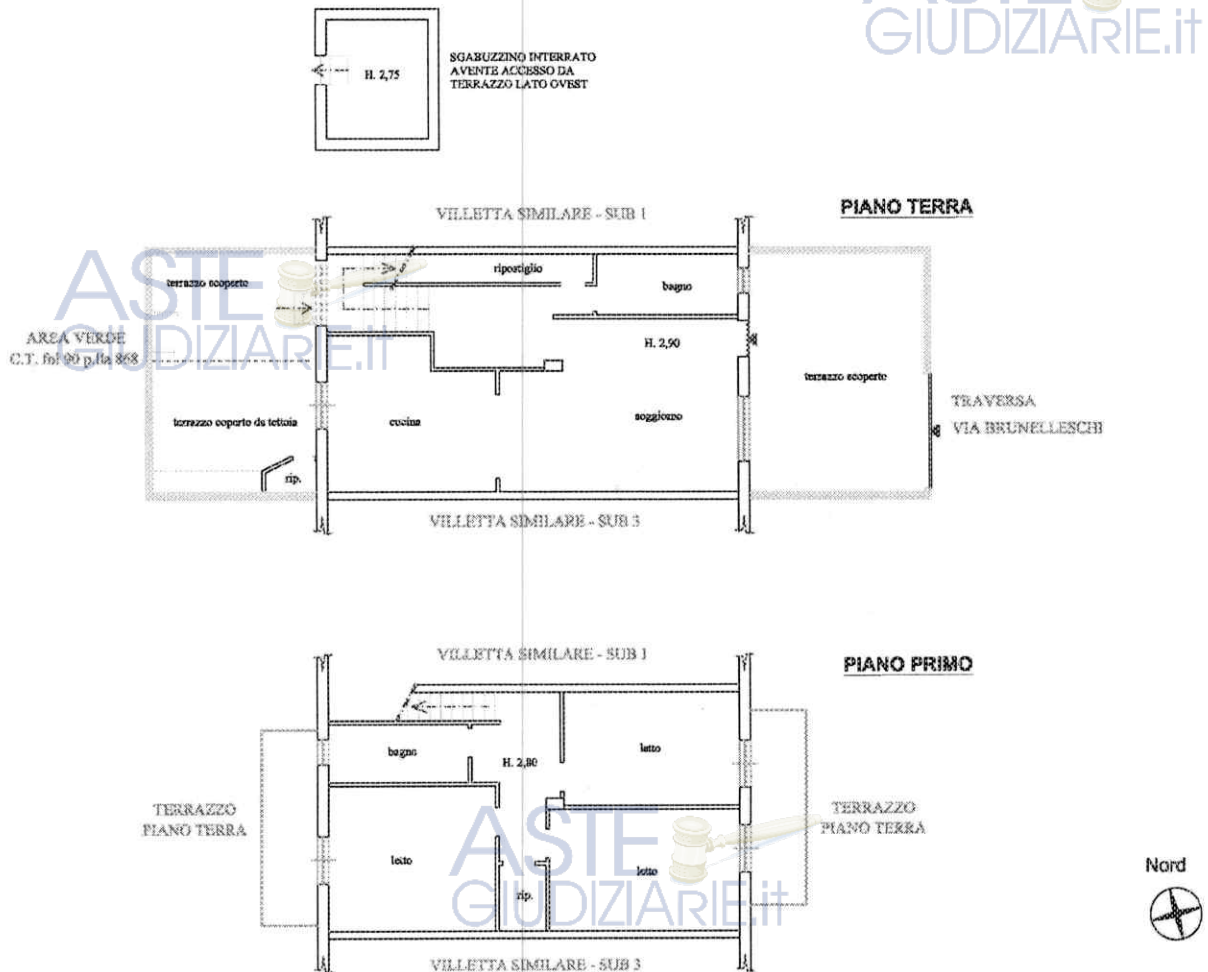 ASTE
GIUDIZIARIE.it
H. 2,75
SGABUZZINO INTERRATO
AVENTE ACCESSO DA
TERRAZZO LATO OVEST
PIANO TERRA
VILLETTA SIMILARE - SUB 1
ASTE
GIUDIZIARIE.it
terrazzo scoperto
ripostiglio
bagno
AREA VERDE
C.T. fol 90 p.lla 868
H. 2,90
terrazzo scoperto
terrazzo coperto da tettoia
cucina
soggiorno
TRAVERSA
VIA BRUNELLESCHI
rip.
VILLETTA SIMILARE - SUB 3
PIANO PRIMO
VILLETTA SIMILARE - SUB 1
bagno
H. 2,80
letto
TERRAZZO
PIANO TERRA
TERRAZZO
PIANO TERRA
ASTE
GIUDIZIARIE.it
letto
letto
rip.
Nord
VILLETTA SIMILARE - SUB 3